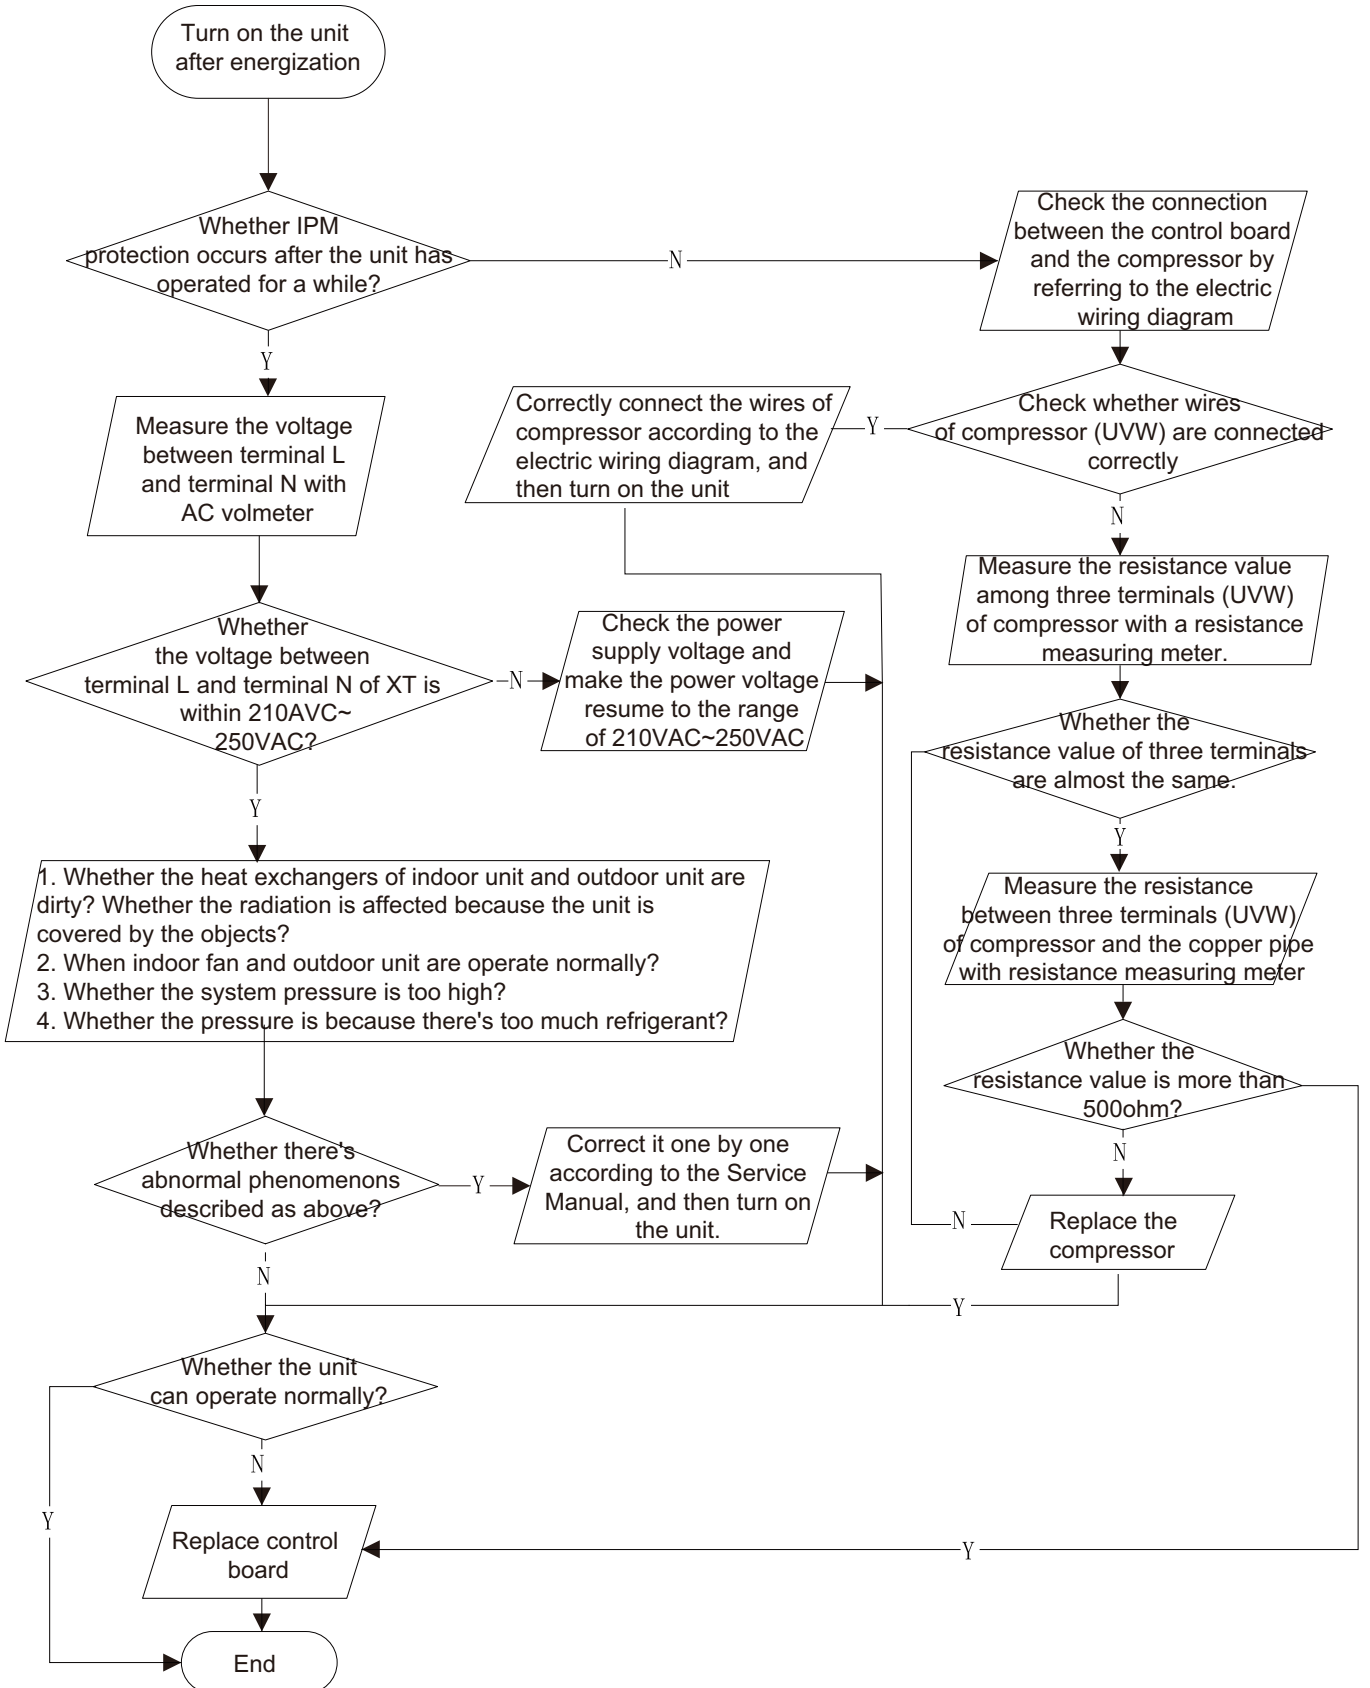 Turn on the unit
after energization
Whether IPM
protection occurs after the unit has
operated for a while?
N
Check the connection
between the control board
and the compressor by
referring to the electric
wiring diagram
Y
Measure the voltage
between terminal L
and terminal N with
AC volmeter
Correctly connect the wires of
compressor according to the
electric wiring diagram, and
then turn on the unit
Y
Check whether wires
of compressor (UVW) are connected
correctly
N
Measure the resistance value
among three terminals (UVW)
of compressor with a resistance
measuring meter.
Whether
the voltage between
terminal L and terminal N of XT is
within 210AVC~
250VAC?
N
Check the power
supply voltage and
make the power voltage
resume to the range
of 210VAC~250VAC
Whether the
resistance value of three terminals
are almost the same.
Y
Y
1. Whether the heat exchangers of indoor unit and outdoor unit are
dirty? Whether the radiation is affected because the unit is
covered by the objects?
2. When indoor fan and outdoor unit are operate normally?
3. Whether the system pressure is too high?
4. Whether the pressure is because there's too much refrigerant?
Measure the resistance
between three terminals (UVW)
of compressor and the copper pipe
with resistance measuring meter
Whether the
resistance value is more than
500ohm?
N
Whether there's
abnormal phenomenons
described as above?
Y
Correct it one by one
according to the Service
Manual, and then turn on
the unit.
N
Replace the
compressor
N
Y
Whether the unit
can operate normally?
N
Y
Replace control
board
Y
End